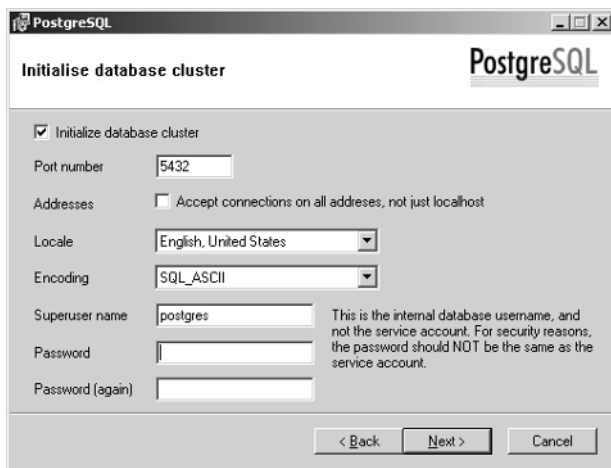 PostgreSQL
Initialise database cluster
PostgreSQL
Initialize database cluster
Port number 5432
Addresses Accept connections on all addreses, not just localhost
Locale English, United States
Encoding SQL_ASCII
Superuser name postgres
This is the internal database username, and
not the service account. For security reasons,
the password should NOT be the same as the
service account.
Password
Password (again)
< Back Next > Cancel